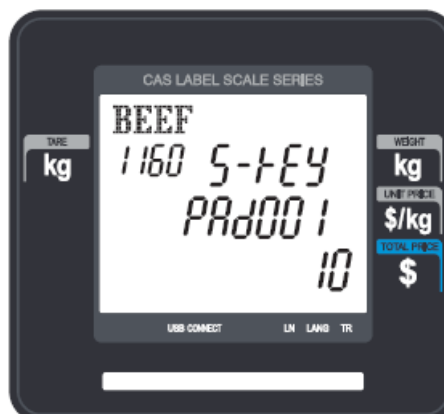 CAS LABEL SCALE SERIES
BEEF
TARE
kg
1160 S-KEY
WEIGHT
kg
PAd001
UNIT PRICE
$/kg
10
TOTAL PRICE
$
USB CONNECT LN LANG TR